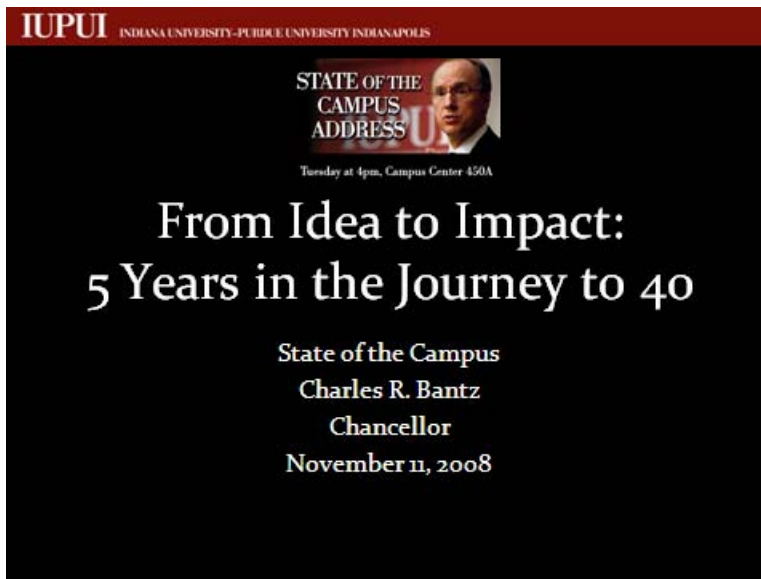 IUPUI INDIANA UNIVERSITY–PURDUE UNIVERSITY INDIANAPOLIS
STATE OF THE
CAMPUS
ADDRESS
IUPUI
Tuesday at 4pm, Campus Center 450A
From Idea to Impact:
5 Years in the Journey to 40
State of the Campus
Charles R. Bantz
Chancellor
November 11, 2008